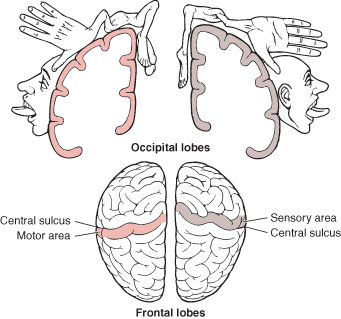 Occipital lobes
Central sulcus
Motor area
Sensory area
Central sulcus
Frontal lobes